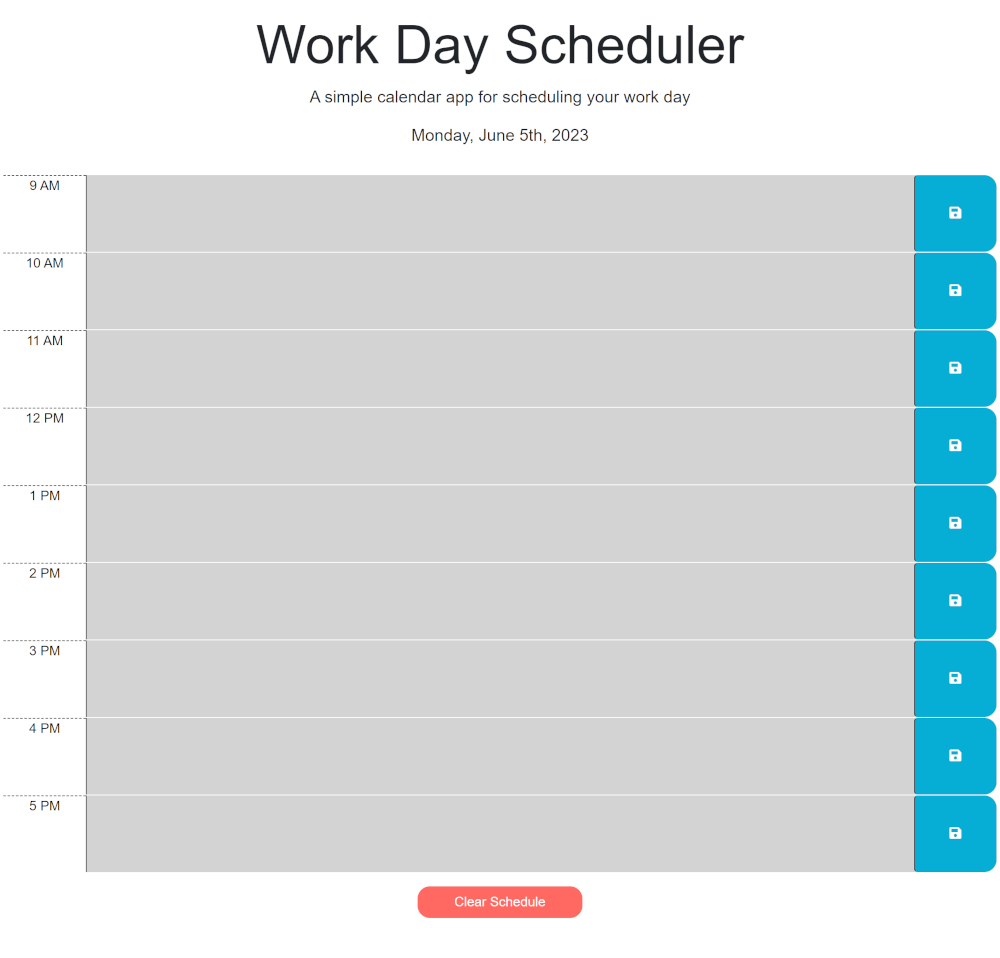 Work Day Scheduler
A simple calendar app for scheduling your work day
Monday, June 5th, 2023
9 AM
10 AM
11 AM
12 PM
1 PM
2 PM
3 PM
4 PM
5 PM
Clear Schedule